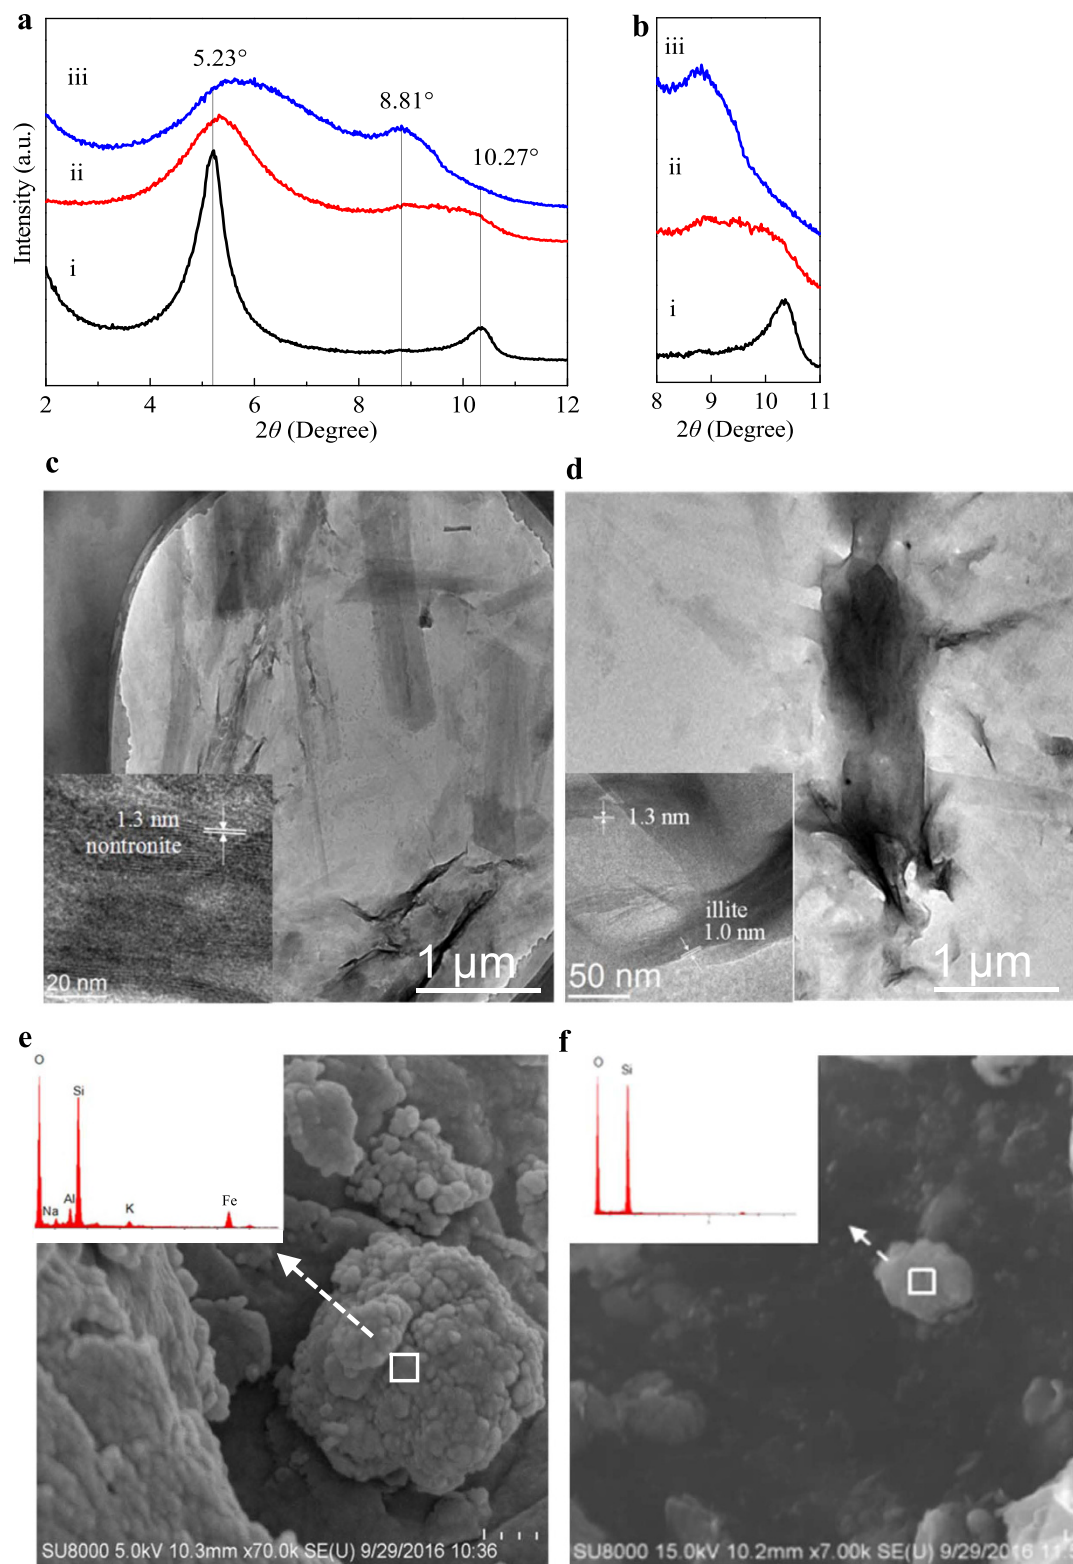 a
iii
ii
i
5.23°
8.81°
10.27°
Intensity (a.u.)
2 4 6 8 10 12
2θ (Degree)
b
iii
ii
i
8 9 10 11
2θ (Degree)
c
1.3 nm
nontronite
20 nm
1 μm
d
1.3 nm
illite
1.0 nm
50 nm
1 μm
e
O
Si
Na
Al
K
Fe
SU8000 5.0kV 10.3mm x70.0k SE(U) 9/29/2016 10:36
f
O
Si
SU8000 15.0kV 10.2mm x7.00k SE(U) 9/29/2016